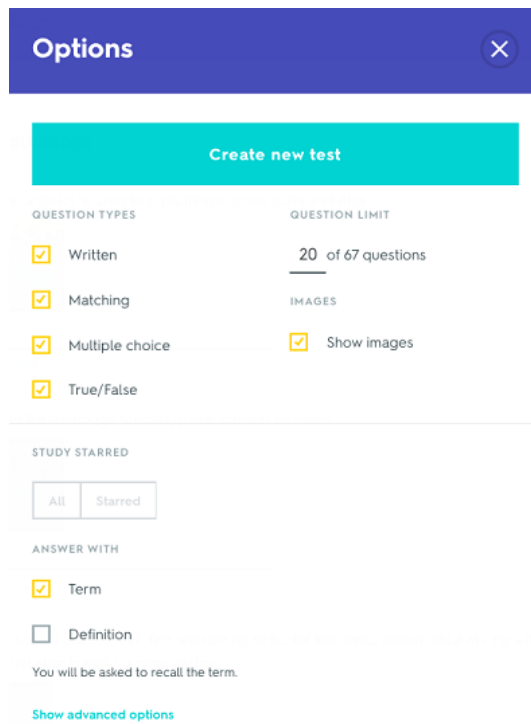 Options
Create new test
QUESTION TYPES
Written
Matching
Multiple choice
True/False
QUESTION LIMIT
20 of 67 questions
IMAGES
Show images
STUDY STARRED
All Starred
ANSWER WITH
Term
Definition
You will be asked to recall the term.
Show advanced options